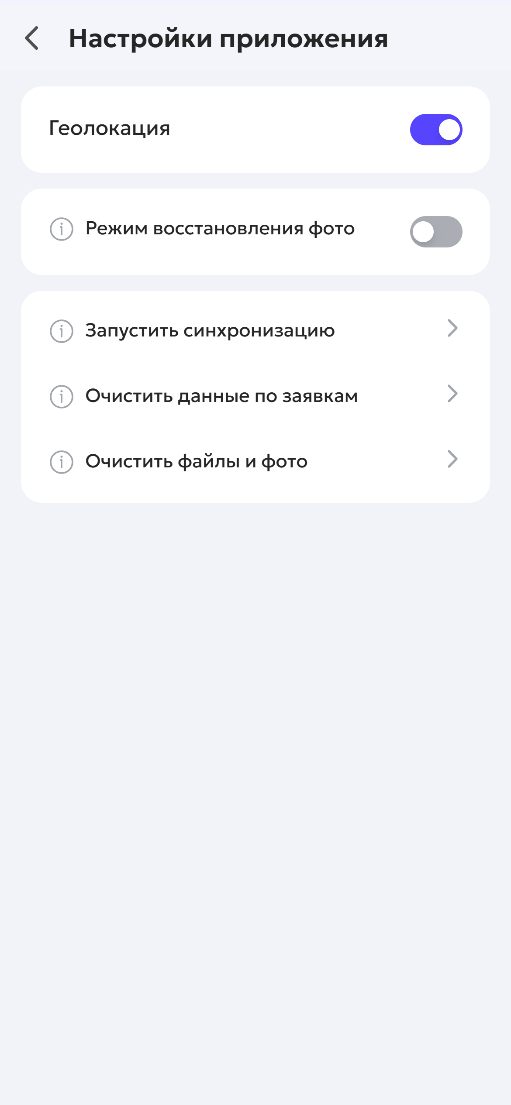 Настройки приложения
Геолокация
Режим восстановления фото
Запустить синхронизацию
Очистить данные по заявкам
Очистить файлы и фото